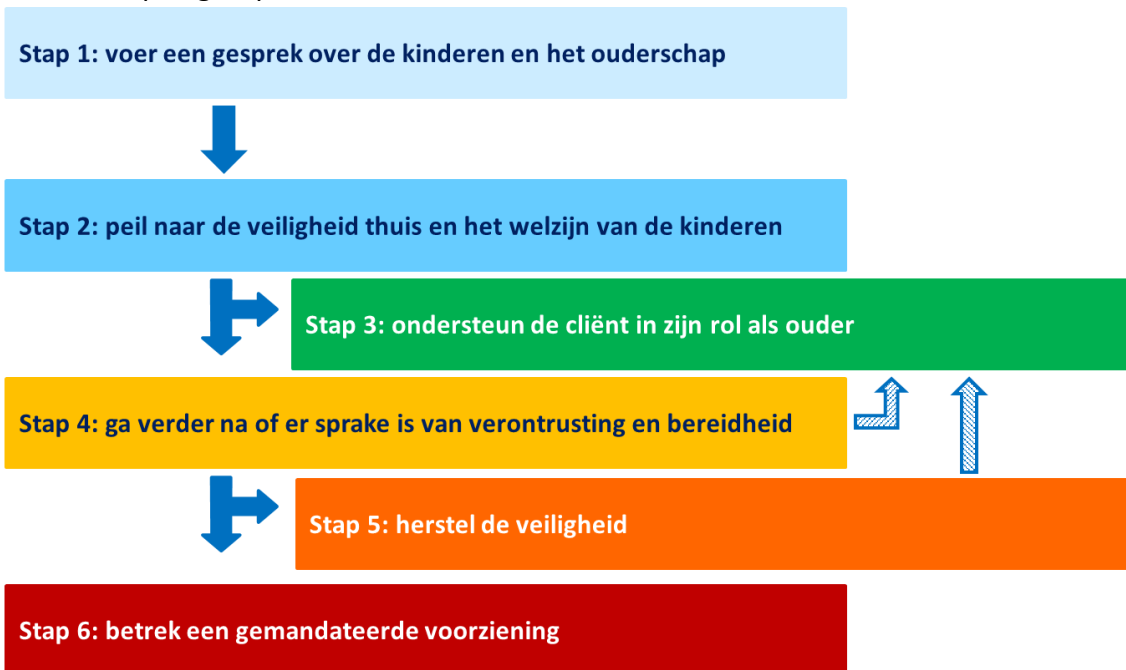 Stap 1: voer een gesprek over de kinderen en het ouderschap
Stap 2: peil naar de veiligheid thuis en het welzijn van de kinderen
Stap 3: ondersteun de cliënt in zijn rol als ouder
Stap 4: ga verder na of er sprake is van verontrusting en bereidheid
Stap 5: herstel de veiligheid
Stap 6: betrek een gemandateerde voorziening